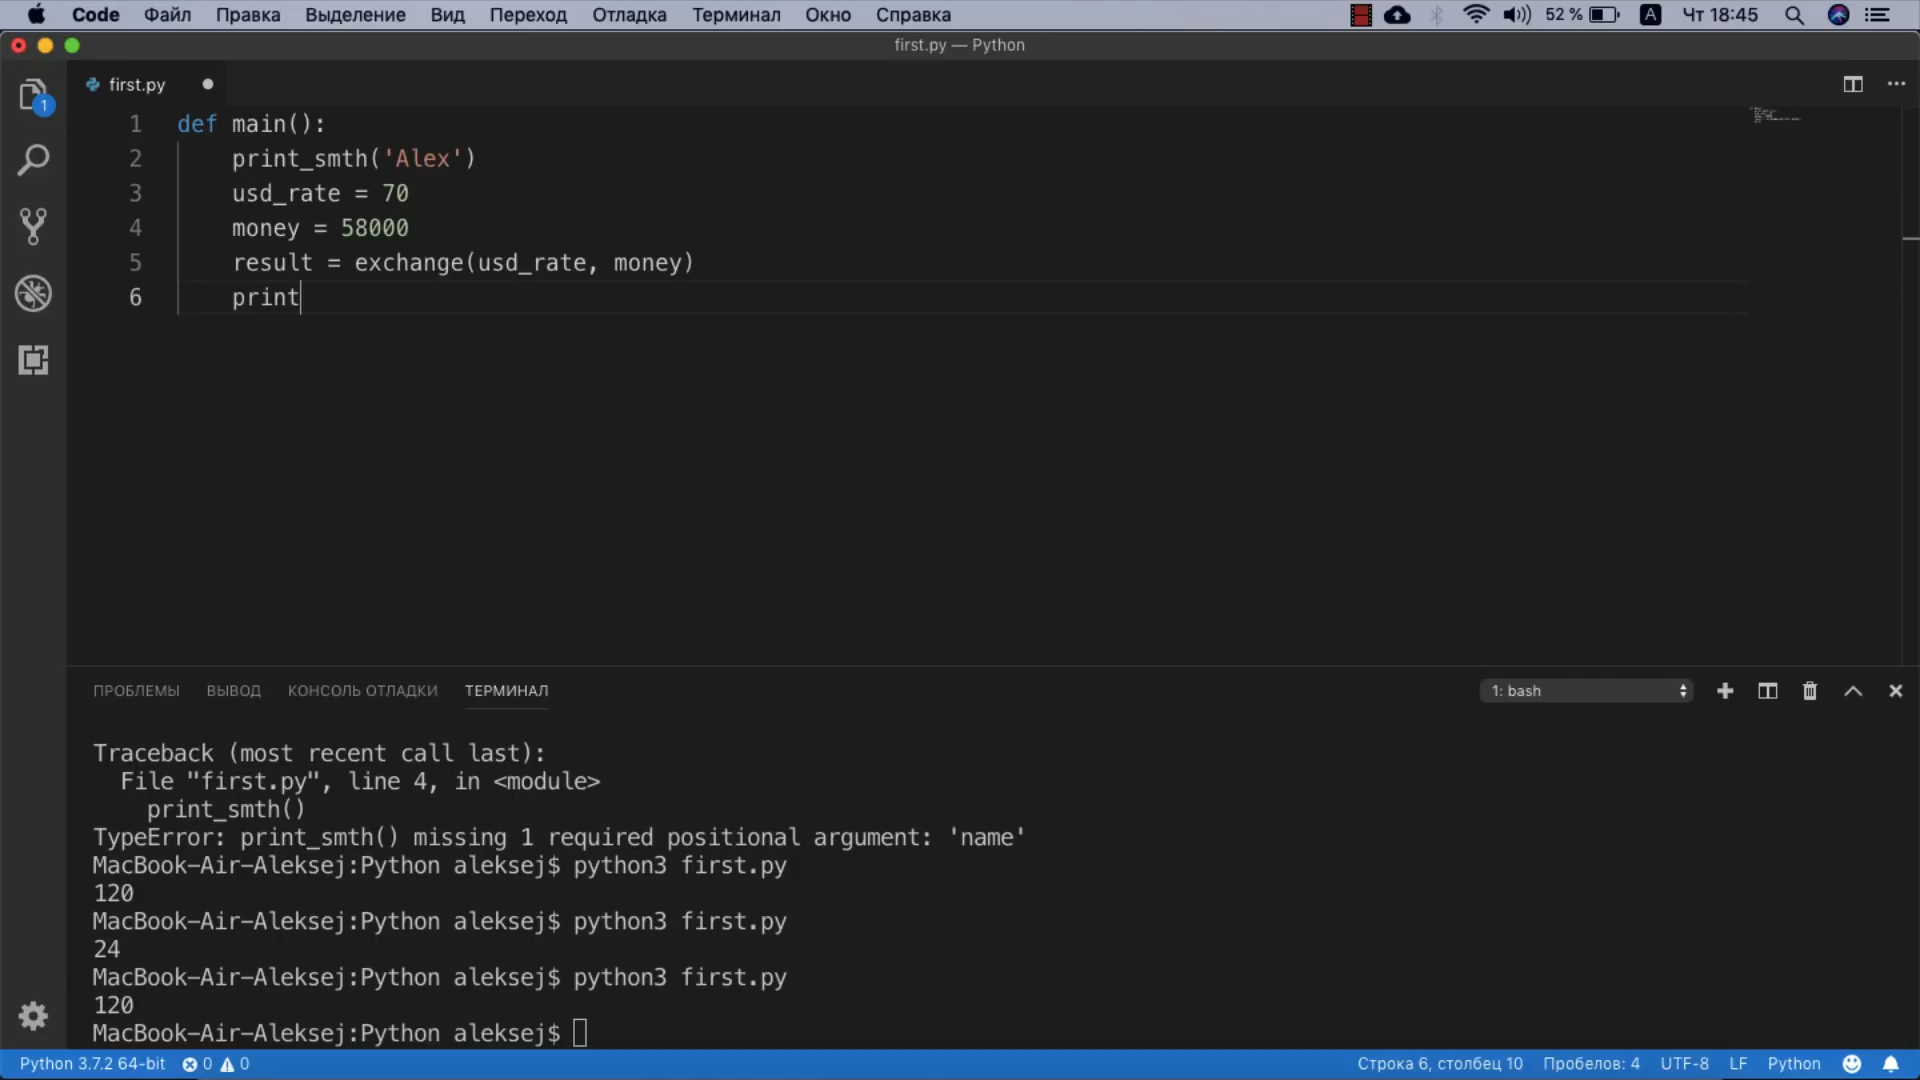 Code Файл Правка Выделение Вид Переход Отладка Терминал Окно Справка 52 % A Чт 18:45
first.py — Python
first.py
1
1 def main():
2 print_smth('Alex')
3 usd_rate = 70
4 money = 58000
5 result = exchange(usd_rate, money)
6 print
ПРОБЛЕМЫ ВЫВОД КОНСОЛЬ ОТЛАДКИ ТЕРМИНАЛ 1: bash
Traceback (most recent call last):
File "first.py", line 4, in <module>
print_smth()
TypeError: print_smth() missing 1 required positional argument: 'name'
MacBook-Air-Aleksej:Python aleksej$ python3 first.py
120
MacBook-Air-Aleksej:Python aleksej$ python3 first.py
24
MacBook-Air-Aleksej:Python aleksej$ python3 first.py
120
MacBook-Air-Aleksej:Python aleksej$
Python 3.7.2 64-bit 0 0 Строка 6, столбец 10 Пробелов: 4 UTF-8 LF Python